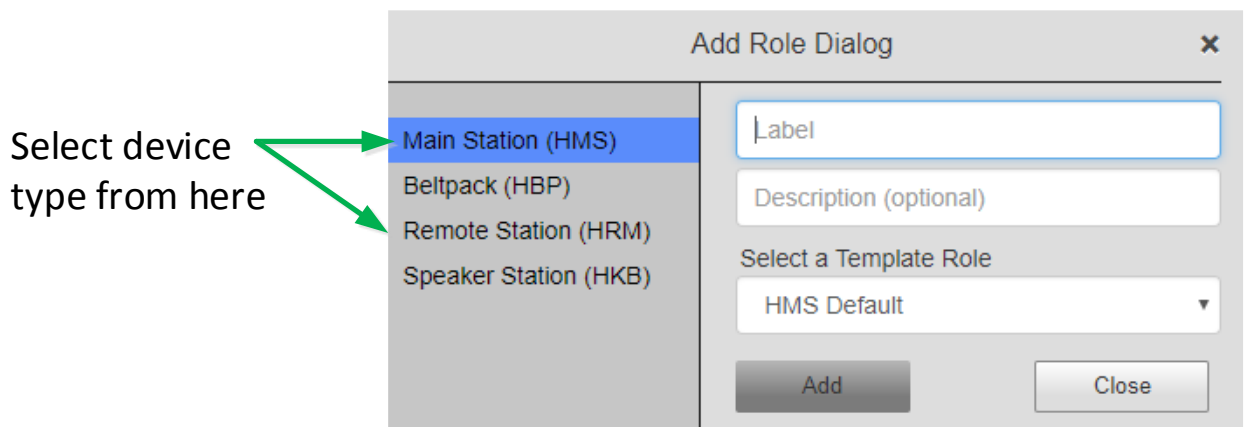 Add Role Dialog ×
Select device
type from here
Main Station (HMS)
Beltpack (HBP)
Remote Station (HRM)
Speaker Station (HKB)
Label
Description (optional)
Select a Template Role
HMS Default
Add
Close